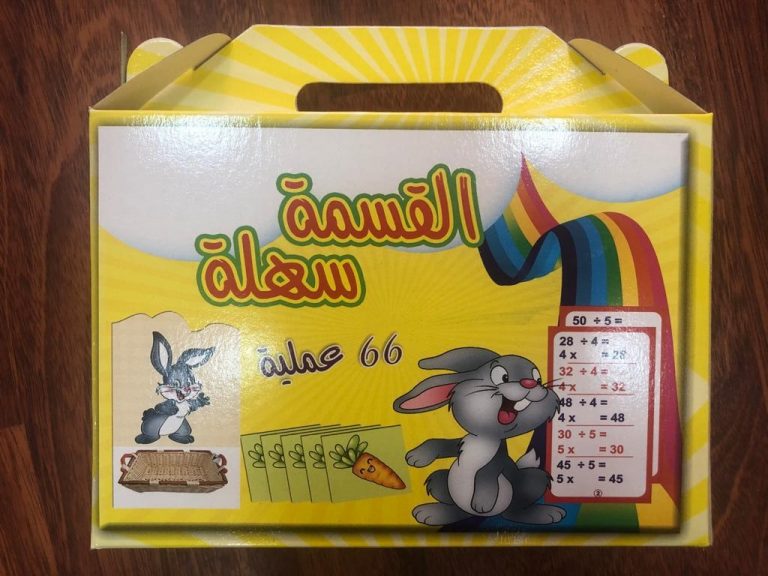 القسمة
سهلة
66 عملية
50 ÷ 5 =
28 ÷ 4 =
4 x = 28
32 ÷ 4 =
4 x = 32
48 ÷ 4 =
4 x = 48
30 ÷ 5 =
5 x = 30
45 ÷ 5 =
5 x = 45
2